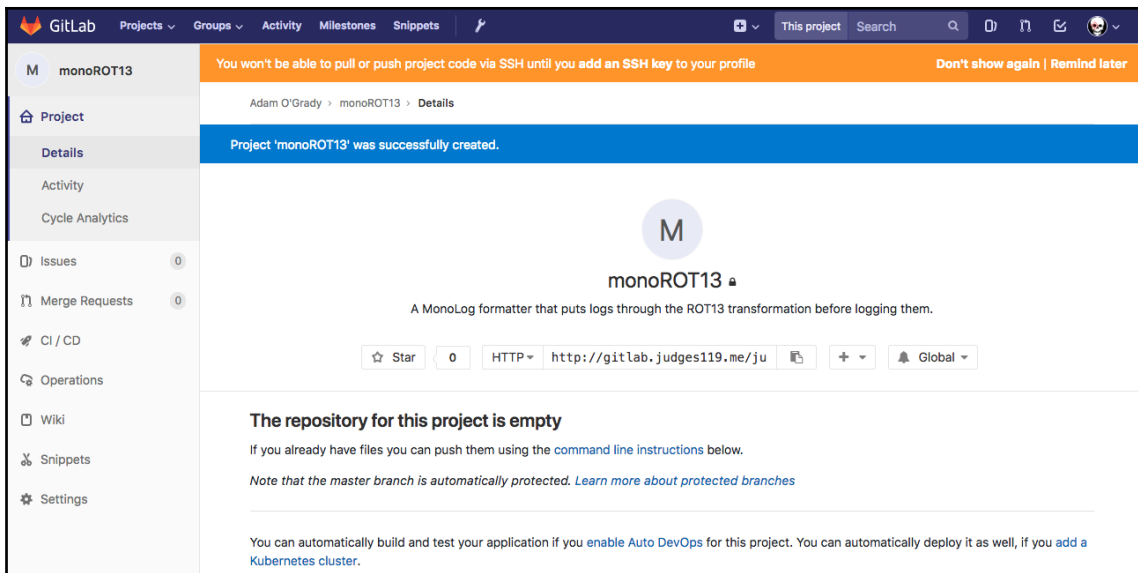 GitLab Projects Groups Activity Milestones Snippets This project Search
M monoROT13
You won't be able to pull or push project code via SSH until you add an SSH key to your profile Don't show again | Remind later
Adam O'Grady > monoROT13 > Details
Project
Details
Activity
Cycle Analytics
Issues 0
Merge Requests 0
CI / CD
Operations
Wiki
Snippets
Settings
Project 'monoROT13' was successfully created.
M
monoROT13
A MonoLog formatter that puts logs through the ROT13 transformation before logging them.
Star 0 HTTP http://gitlab.judges119.me/ju + Global
The repository for this project is empty
If you already have files you can push them using the command line instructions below.
Note that the master branch is automatically protected. Learn more about protected branches
You can automatically build and test your application if you enable Auto DevOps for this project. You can automatically deploy it as well, if you add a
Kubernetes cluster.